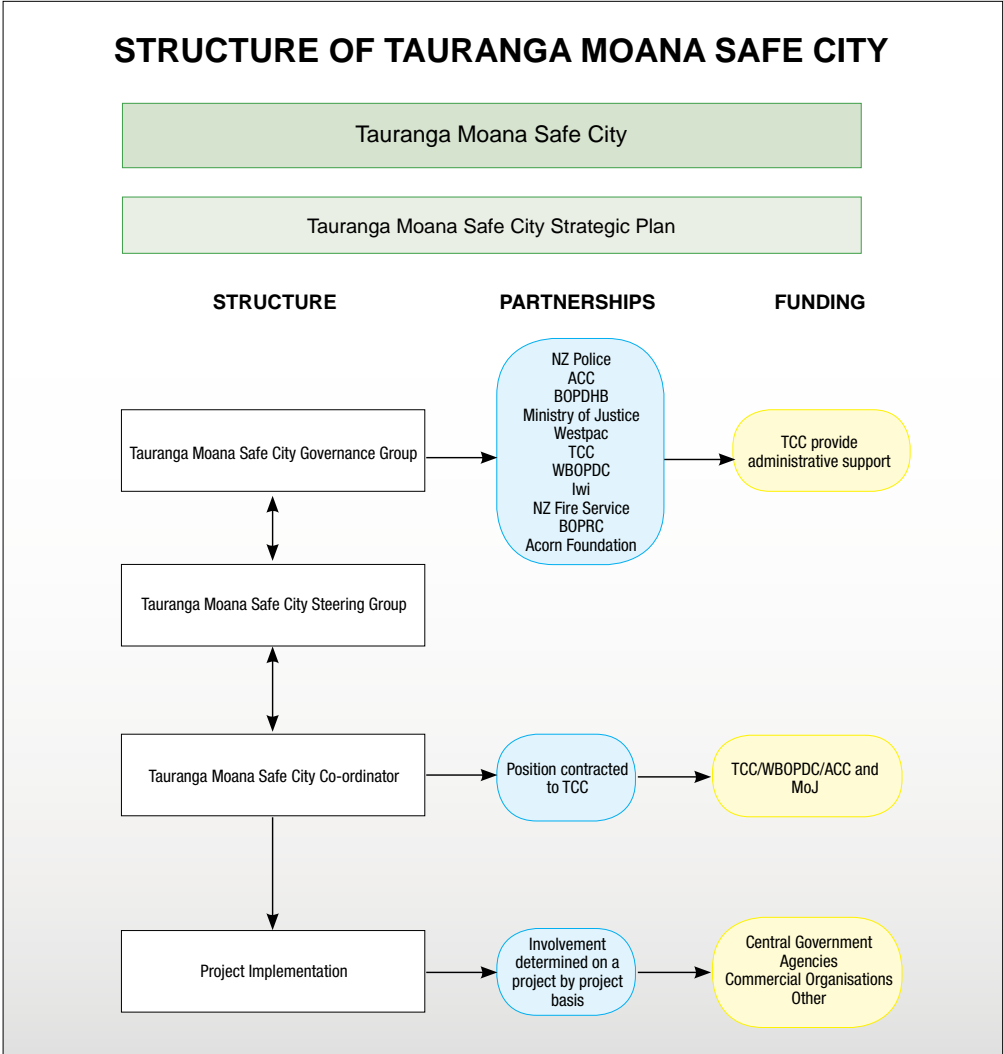 STRUCTURE OF TAURANGA MOANA SAFE CITY
Tauranga Moana Safe City
Tauranga Moana Safe City Strategic Plan
STRUCTURE
PARTNERSHIPS
FUNDING
Tauranga Moana Safe City Governance Group
NZ Police
ACC
BOPDHB
Ministry of Justice
Westpac
TCC
WBOPDC
Iwi
NZ Fire Service
BOPRC
Acorn Foundation
TCC provide
administrative support
Tauranga Moana Safe City Steering Group
Tauranga Moana Safe City Co-ordinator
Position contracted
to TCC
TCC/WBOPDC/ACC and
MoJ
Project Implementation
Involvement
determined on a
project by project
basis
Central Government
Agencies
Commercial Organisations
Other